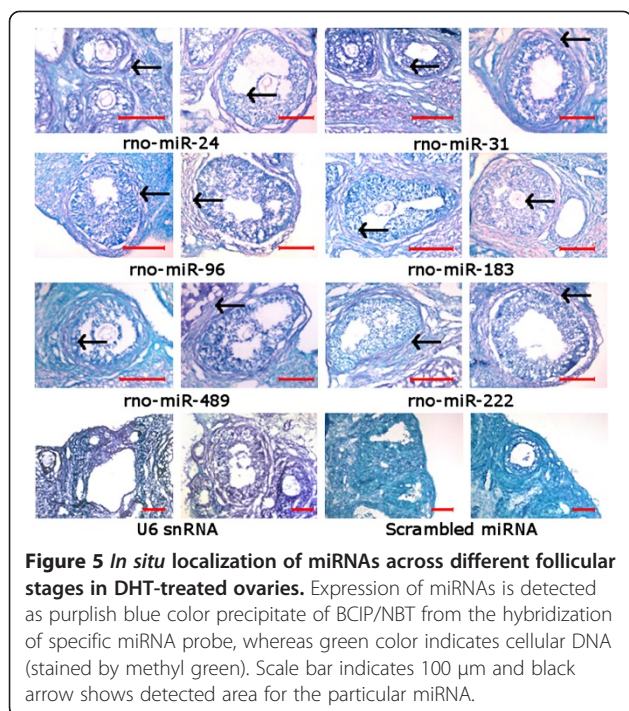 rno-miR-24 rno-miR-31
rno-miR-96 rno-miR-183
rno-miR-489 rno-miR-222
U6 snRNA Scrambled miRNA
Figure 5 In situ localization of miRNAs across different follicular
stages in DHT-treated ovaries. Expression of miRNAs is detected
as purplish blue color precipitate of BCIP/NBT from the hybridization
of specific miRNA probe, whereas green color indicates cellular DNA
(stained by methyl green). Scale bar indicates 100 μm and black
arrow shows detected area for the particular miRNA.